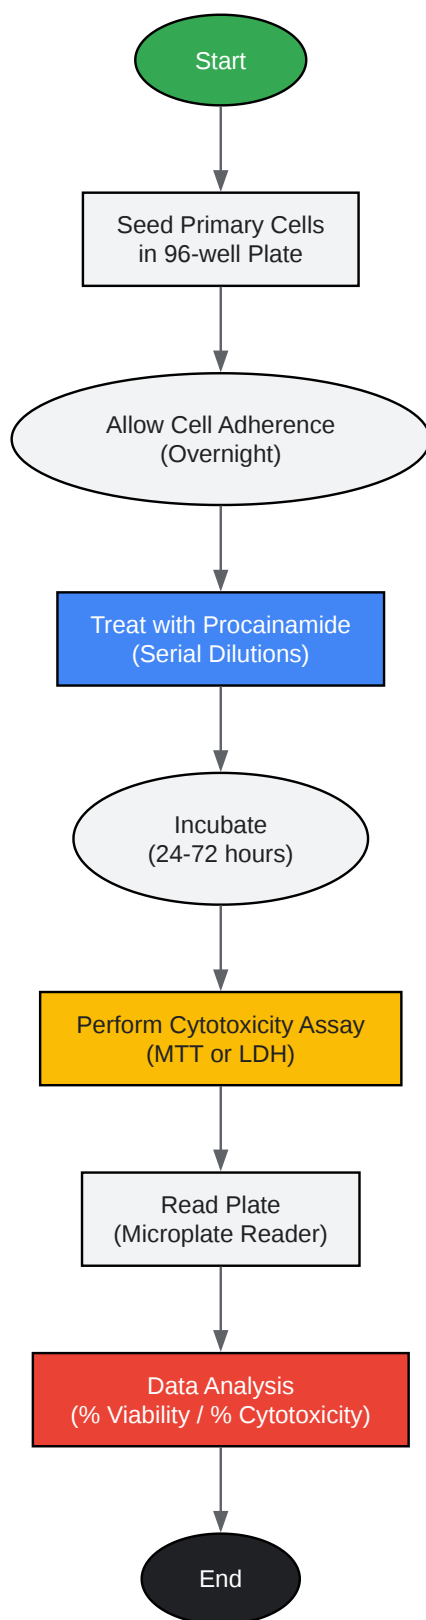 Start
Seed Primary Cells
in 96-well Plate
Allow Cell Adherence
(Overnight)
Treat with Procainamide
(Serial Dilutions)
Incubate
(24-72 hours)
Perform Cytotoxicity Assay
(MTT or LDH)
Read Plate
(Microplate Reader)
Data Analysis
(% Viability / % Cytotoxicity)
End